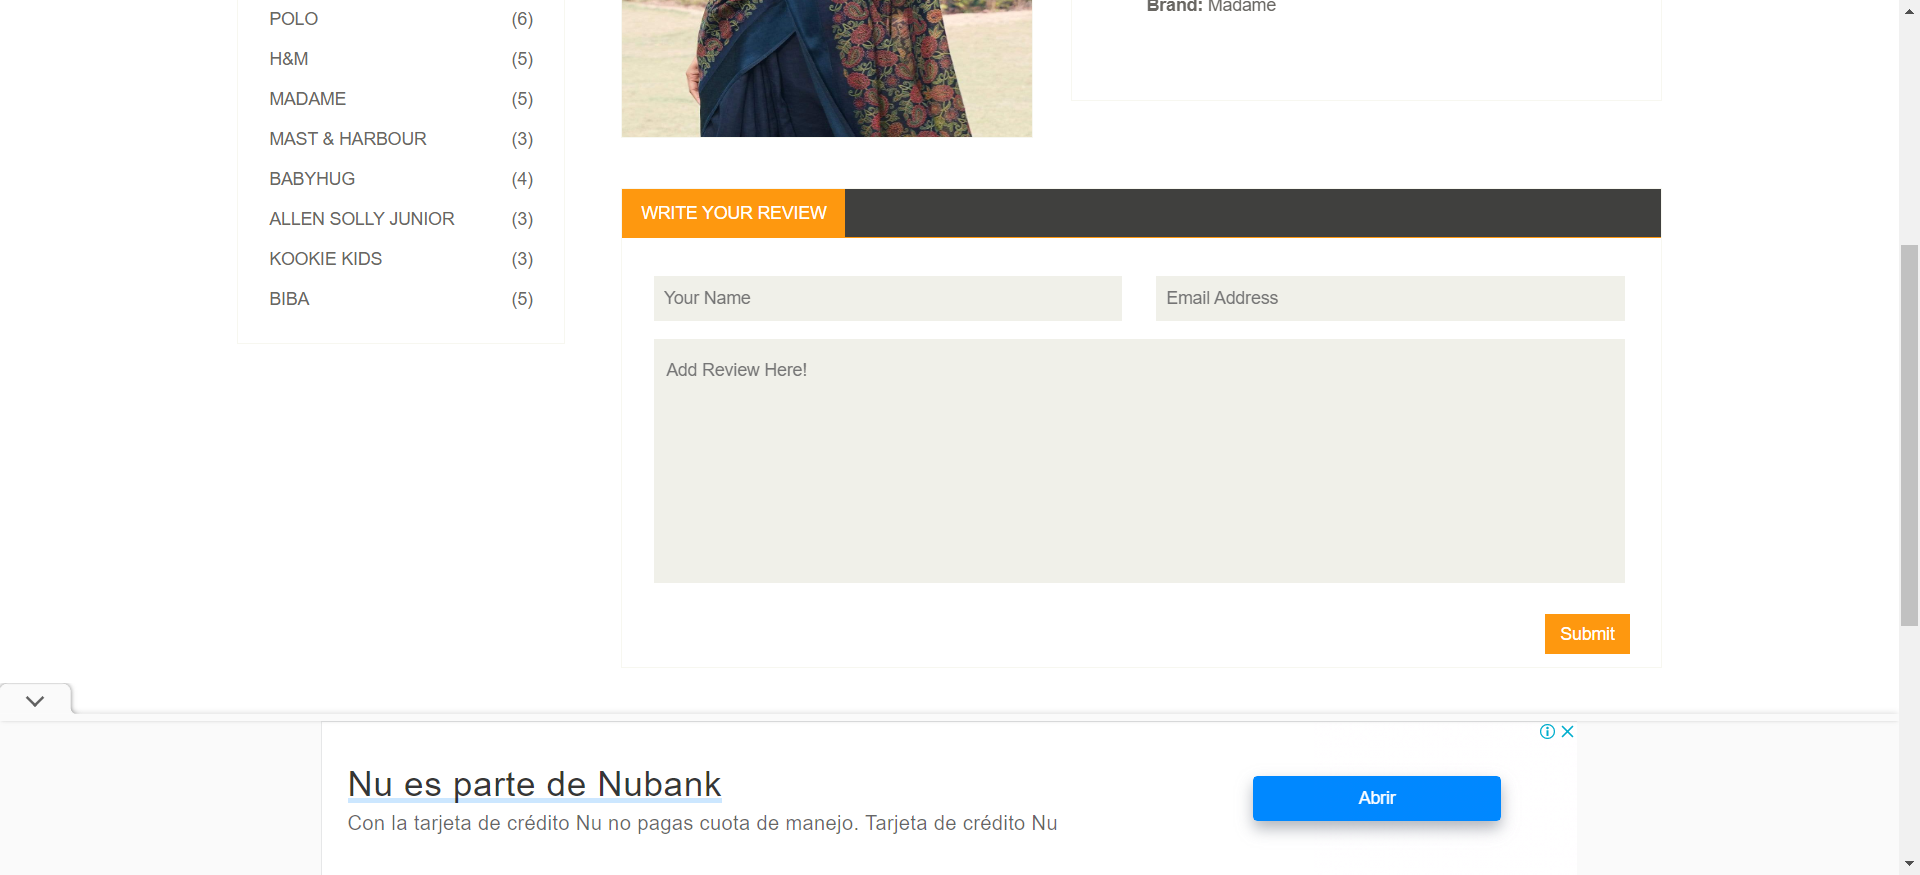 POLO (6)
H&M (5)
MADAME (5)
MAST & HARBOUR (3)
BABYHUG (4)
ALLEN SOLLY JUNIOR (3)
KOOKIE KIDS (3)
BIBA (5)
Brand: Madame
WRITE YOUR REVIEW
Your Name
Email Address
Add Review Here!
Submit
Nu es parte de Nubank
Con la tarjeta de crédito Nu no pagas cuota de manejo. Tarjeta de crédito Nu
Abrir